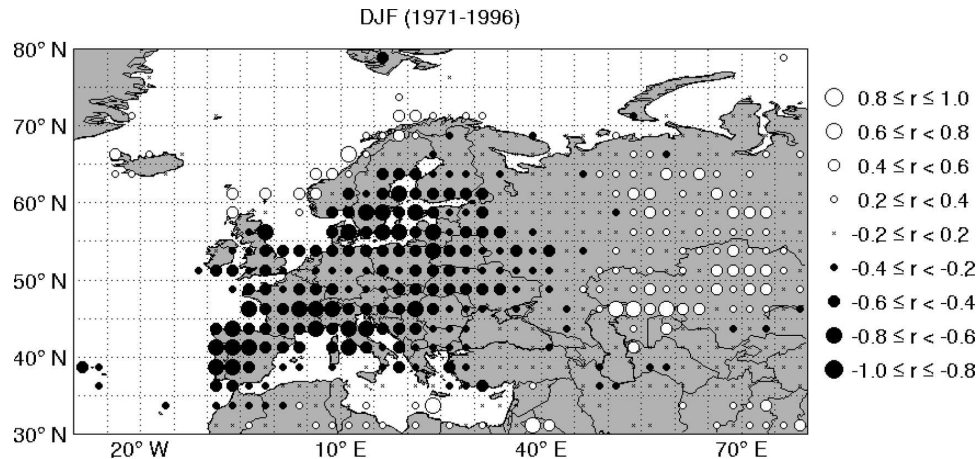 DJF (1971-1996)
80° N
70° N
60° N
50° N
40° N
30° N
20° W
10° E
40° E
70° E
0.8 ≤ r ≤ 1.0
0.6 ≤ r < 0.8
0.4 ≤ r < 0.6
0.2 ≤ r < 0.4
-0.2 ≤ r < 0.2
-0.4 ≤ r < -0.2
-0.6 ≤ r < -0.4
-0.8 ≤ r < -0.6
-1.0 ≤ r ≤ -0.8